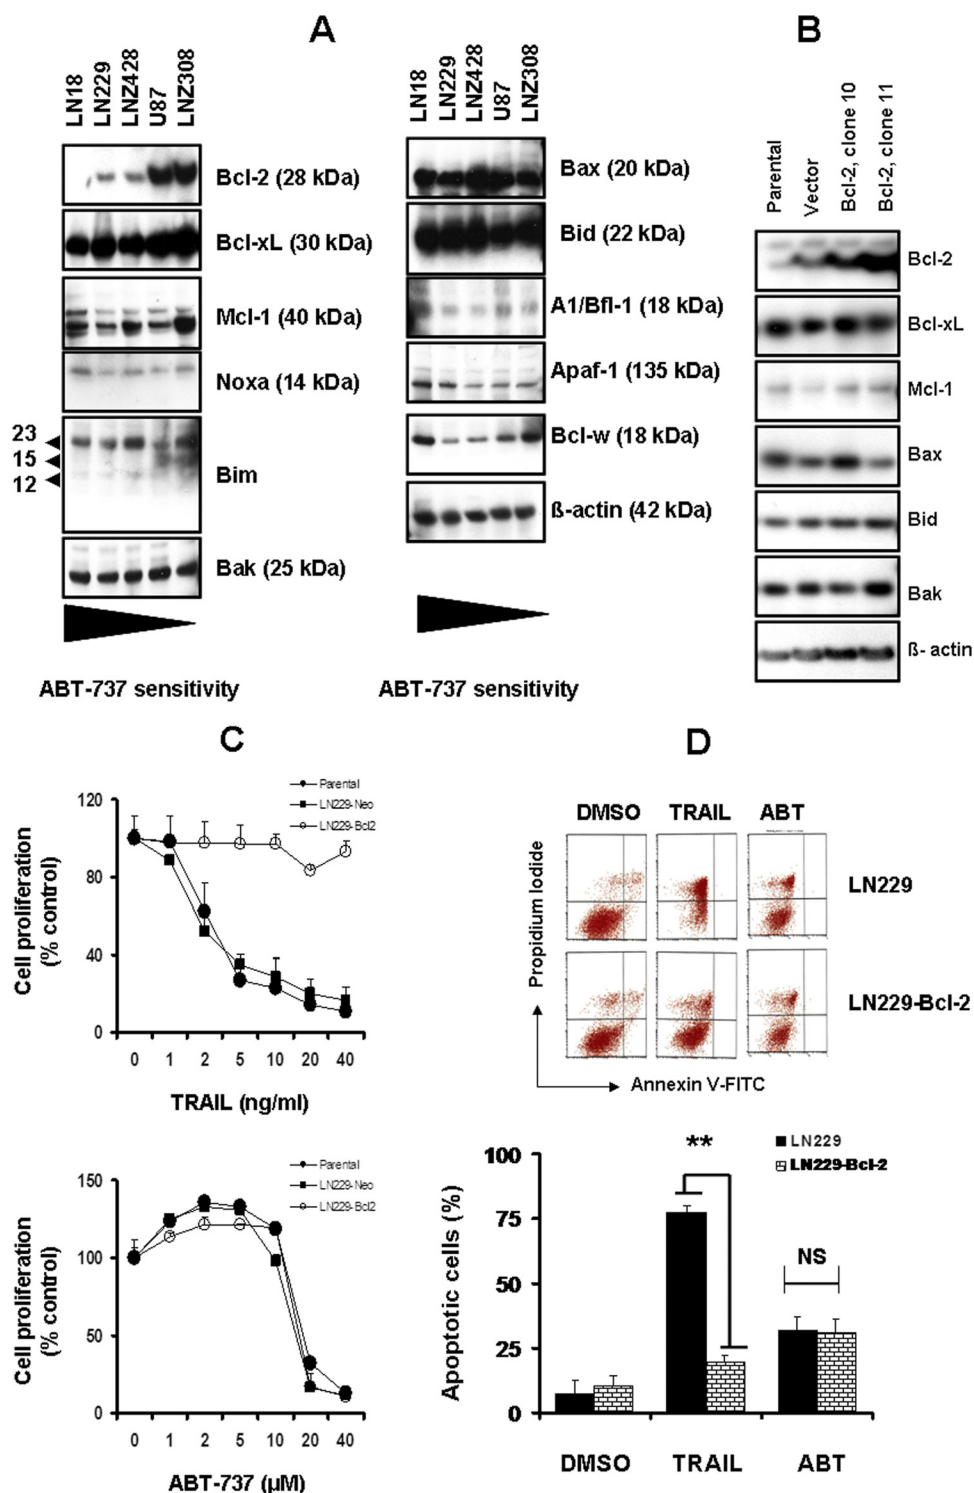 A
B
LN18
LN229
LNZ428
U87
LNZ308
Bcl-2 (28 kDa)
Bcl-xL (30 kDa)
Mcl-1 (40 kDa)
Noxa (14 kDa)
23
15
12
Bim
Bak (25 kDa)
ABT-737 sensitivity
LN18
LN229
LNZ428
U87
LNZ308
Bax (20 kDa)
Bid (22 kDa)
A1/Bfl-1 (18 kDa)
Apaf-1 (135 kDa)
Bcl-w (18 kDa)
ß-actin (42 kDa)
ABT-737 sensitivity
Parental
Vector
Bcl-2, clone 10
Bcl-2, clone 11
Bcl-2
Bcl-xL
Mcl-1
Bax
Bid
Bak
ß- actin
C
Parental
LN229-Neo
LN229-Bcl2
Cell proliferation
(% control)
120
80
40
0
0 1 2 5 10 20 40
TRAIL (ng/ml)
Parental
LN229-Neo
LN229-Bcl2
Cell proliferation
(% control)
150
100
50
0
0 1 2 5 10 20 40
ABT-737 (µM)
D
DMSO TRAIL ABT
LN229
LN229-Bcl-2
Propidium Iodide
Annexin V-FITC
LN229
LN229-Bcl-2
**
NS
Apoptotic cells (%)
100
75
50
25
0
DMSO TRAIL ABT